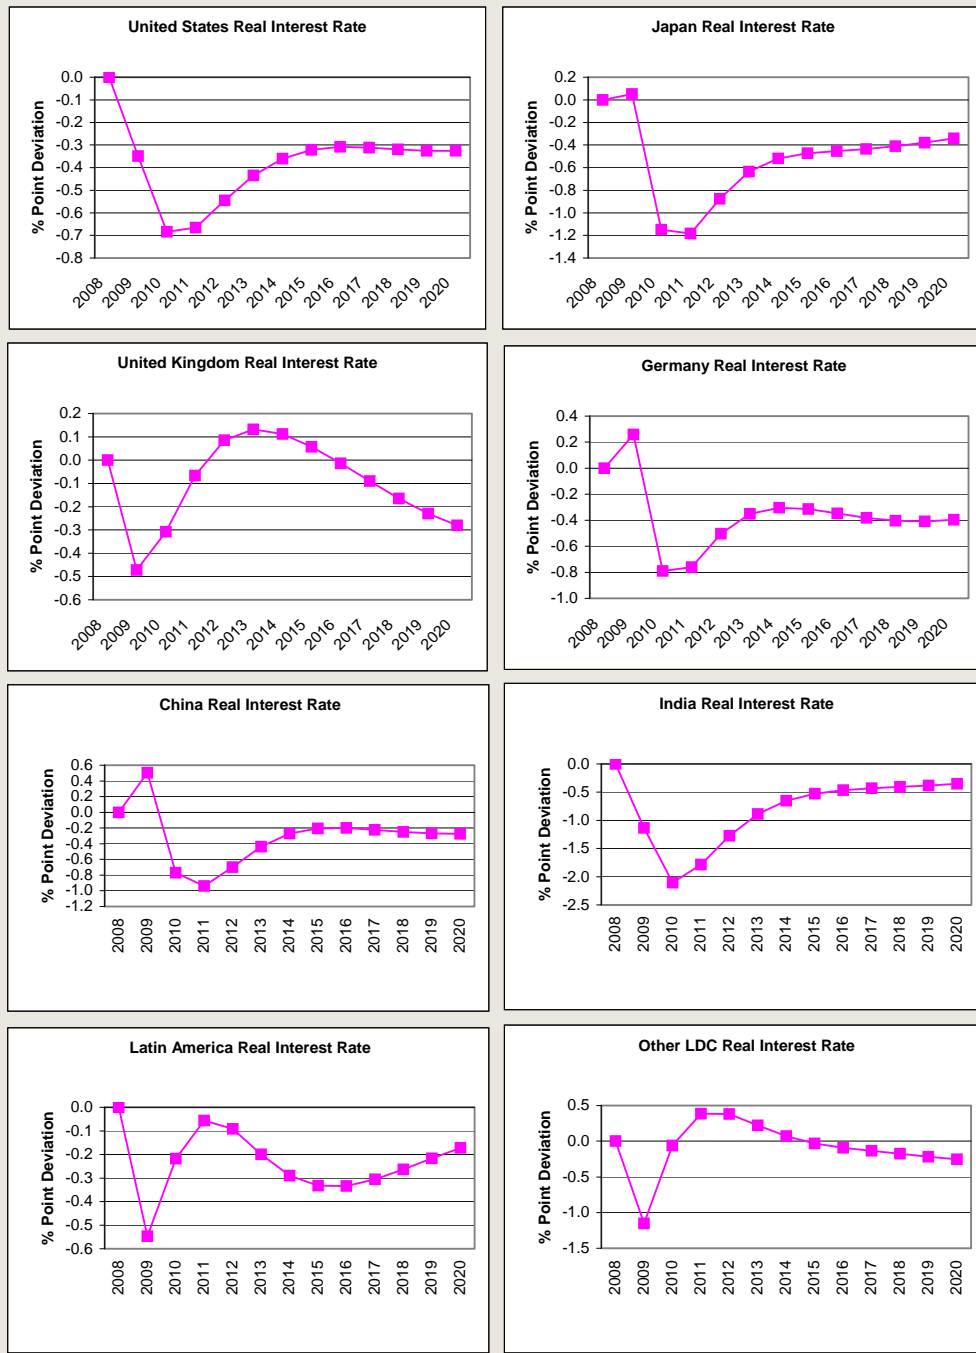 United States Real Interest Rate
% Point Deviation
0.0
-0.1
-0.2
-0.3
-0.4
-0.5
-0.6
-0.7
-0.8
2008 2009 2010 2011 2012 2013 2014 2015 2016 2017 2018 2019 2020
Japan Real Interest Rate
% Point Deviation
0.2
0.0
-0.2
-0.4
-0.6
-0.8
-1.0
-1.2
-1.4
2008 2009 2010 2011 2012 2013 2014 2015 2016 2017 2018 2019 2020
United Kingdom Real Interest Rate
% Point Deviation
0.2
0.1
0.0
-0.1
-0.2
-0.3
-0.4
-0.5
-0.6
2008 2009 2010 2011 2012 2013 2014 2015 2016 2017 2018 2019 2020
Germany Real Interest Rate
% Point Deviation
0.4
0.2
0.0
-0.2
-0.4
-0.6
-0.8
-1.0
2008 2009 2010 2011 2012 2013 2014 2015 2016 2017 2018 2019 2020
China Real Interest Rate
% Point Deviation
0.6
0.4
0.2
0.0
-0.2
-0.4
-0.6
-0.8
-1.0
-1.2
2008 2009 2010 2011 2012 2013 2014 2015 2016 2017 2018 2019 2020
India Real Interest Rate
% Point Deviation
0.0
-0.5
-1.0
-1.5
-2.0
-2.5
2008 2009 2010 2011 2012 2013 2014 2015 2016 2017 2018 2019 2020
Latin America Real Interest Rate
% Point Deviation
0.0
-0.1
-0.2
-0.3
-0.4
-0.5
-0.6
2008 2009 2010 2011 2012 2013 2014 2015 2016 2017 2018 2019 2020
Other LDC Real Interest Rate
% Point Deviation
0.5
0.0
-0.5
-1.0
-1.5
2008 2009 2010 2011 2012 2013 2014 2015 2016 2017 2018 2019 2020